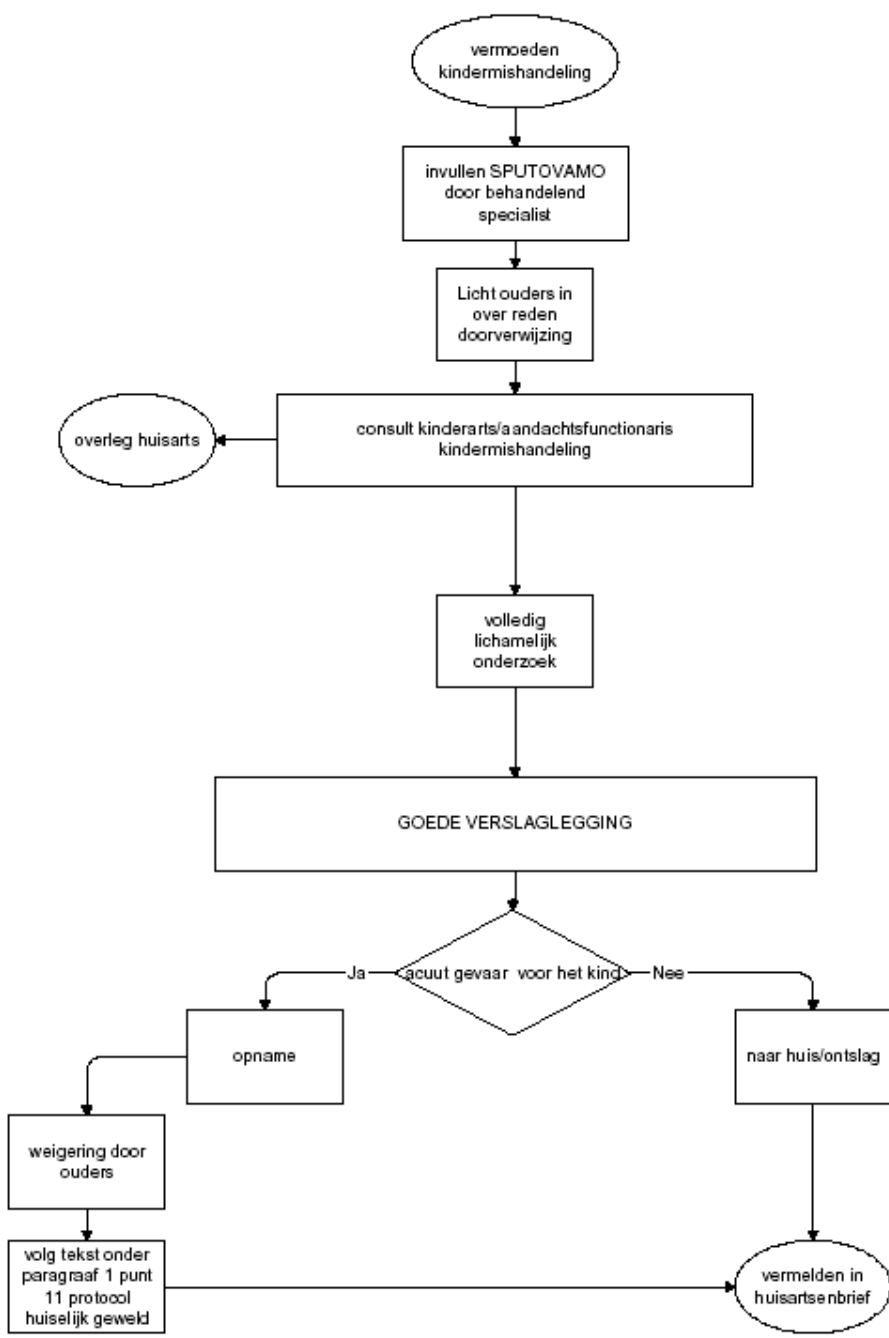 vermoeden
kindermishandeling
invullen SPUTOVAMO
door behandelend
specialist
Licht ouders in
over reden
doorverwijzing
overleg huisarts
consult kinderarts/aandachtsfunctionaris
kindermishandeling
volledig
lichamelijk
onderzoek
GOEDE VERSLAGLEGGING
Ja
acuut gevaar voor het kind
Nee
opname
naar huis/ontslag
weigering door
ouders
volg tekst onder
paragraaf 1 punt
11 protocol
huiselijk geweld
vermelden in
huisartsenbrief